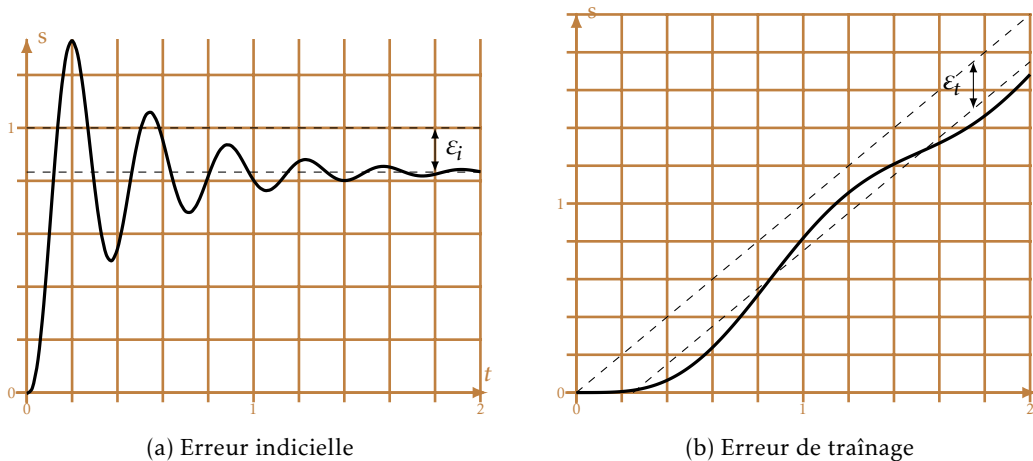 s
1
εᵢ
0
t
0
1
2
(a) Erreur indicielle
s
εₜ
1
0
0
1
2
(b) Erreur de traînage